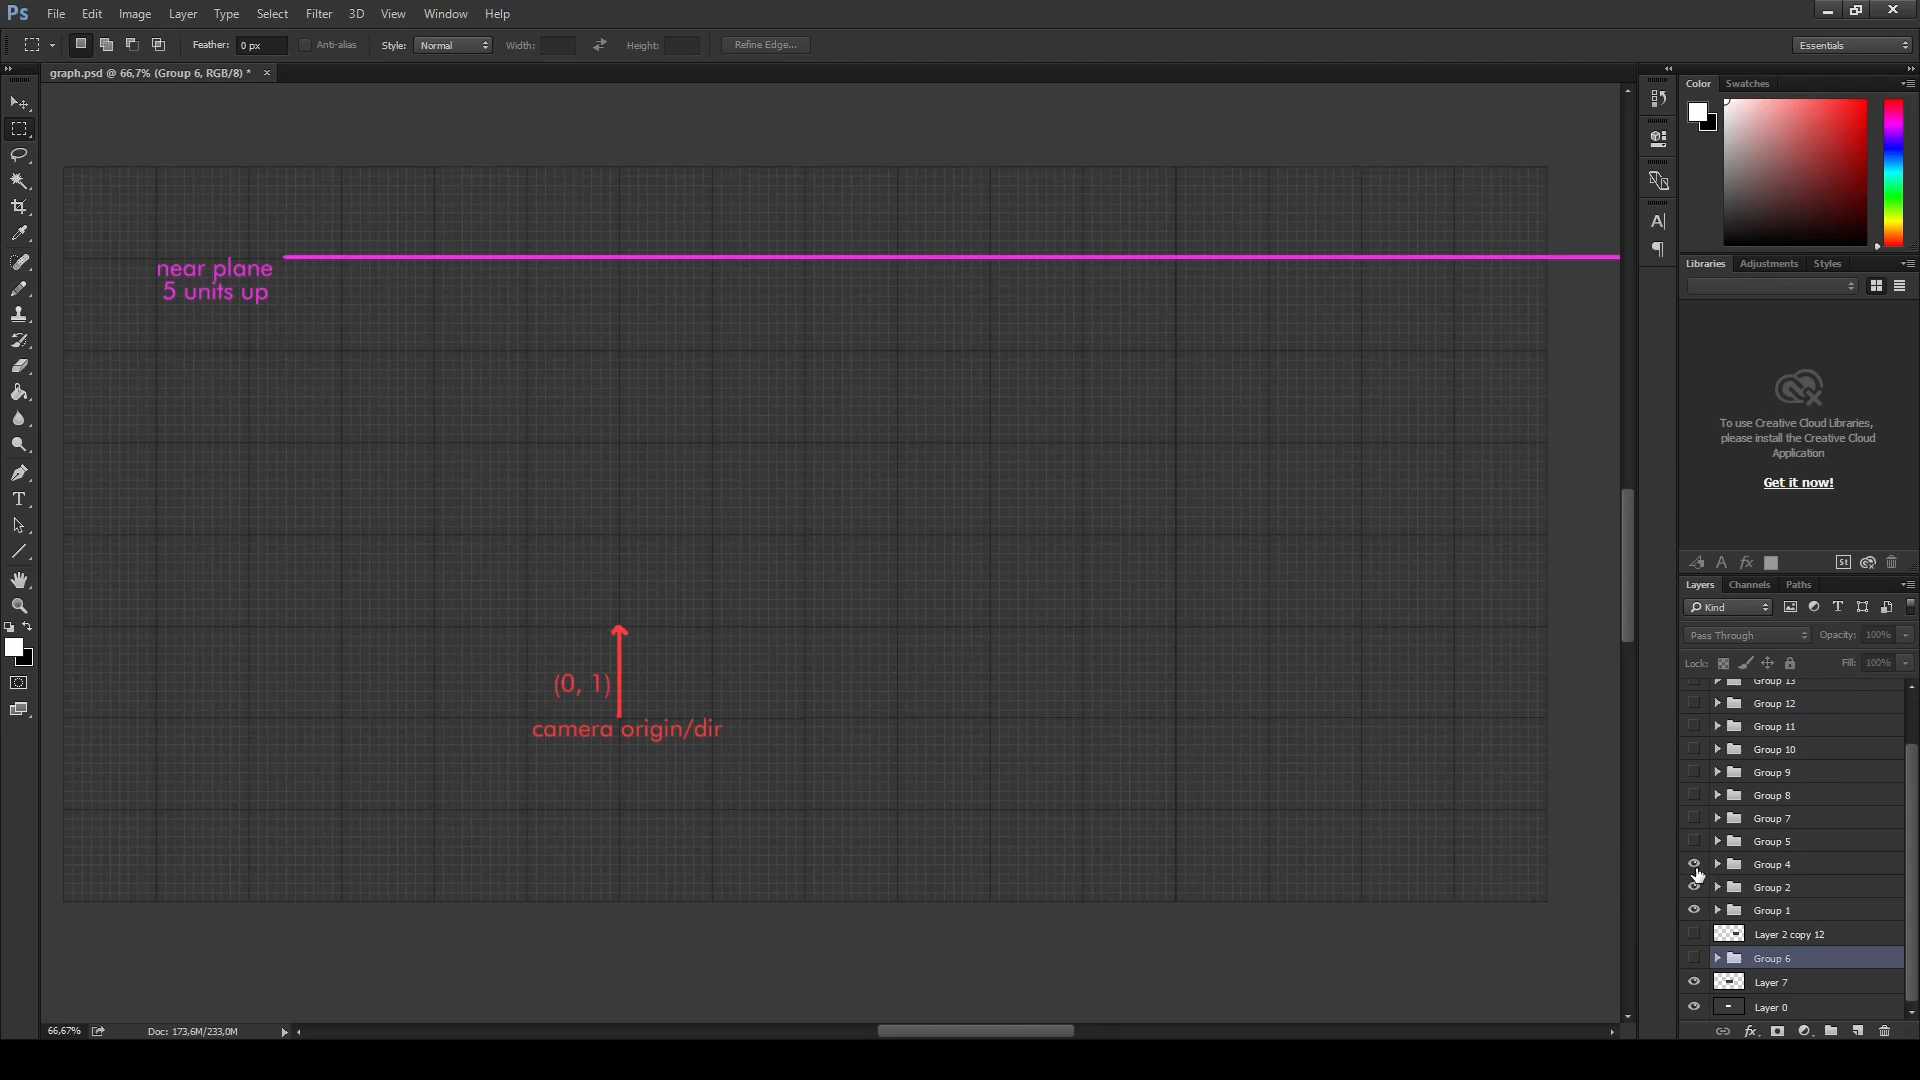 Ps File Edit Image Layer Type Select Filter 3D View Window Help
Feather: 0 px Anti-alias Style: Normal Width: Height: Refine Edge... Essentials
graph.psd @ 66,7% (Group 6, RGB/8) * ×
Color Swatches
near plane
5 units up
(0, 1)
camera origin/dir
Libraries Adjustments Styles
To use Creative Cloud Libraries,
please install the Creative Cloud
Application
Get it now!
St
Layers Channels Paths
Kind
Pass Through Opacity: 100%
Lock: Fill: 100%
Group 13
Group 12
Group 11
Group 10
Group 9
Group 8
Group 7
Group 5
Group 4
Group 2
Group 1
Layer 2 copy 12
Group 6
Layer 7
Layer 0
66,67% Doc: 173,6M/233,0M